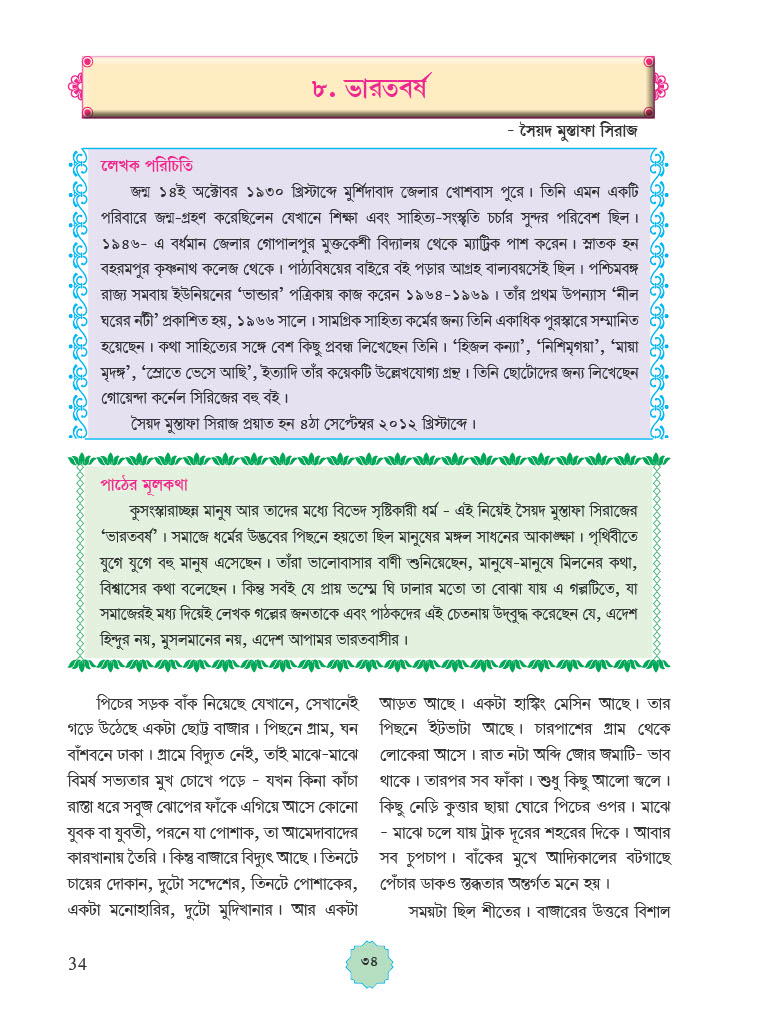 ৮. ভারতবর্ষ
- সৈয়দ মুস্তাফা সিরাজ
লেখক পরিচিতি
জন্ম ১৪ই অক্টোবর ১৯৩০ খ্রিস্টাব্দে মুর্শিদাবাদ জেলার খোশবাস পুরে। তিনি এমন একটি
পরিবারে জন্ম-গ্রহণ করেছিলেন যেখানে শিক্ষা এবং সাহিত্য-সংস্কৃতি চর্চার সুন্দর পরিবেশ ছিল।
১৯৪৬- এ বর্ধমান জেলার গোপালপুর মুক্তকেশী বিদ্যালয় থেকে ম্যাট্রিক পাশ করেন। স্নাতক হন
বহরমপুর কৃষ্ণনাথ কলেজ থেকে। পাঠ্যবিষয়ের বাইরে বই পড়ার আগ্রহ বাল্যবয়সেই ছিল। পশ্চিমবঙ্গ
রাজ্য সমবায় ইউনিয়নের ‘ভান্ডার’ পত্রিকায় কাজ করেন ১৯৬৪-১৯৬৯। তাঁর প্রথম উপন্যাস ‘নীল
ঘরের নটী’ প্রকাশিত হয়, ১৯৬৬ সালে। সামগ্রিক সাহিত্য কর্মের জন্য তিনি একাধিক পুরস্কারে সম্মানিত
হয়েছেন। কথা সাহিত্যের সঙ্গে বেশ কিছু প্রবন্ধ লিখেছেন তিনি। ‘হিজল কন্যা’, ‘নিশিমৃগয়া’, ‘মায়া
মৃদঙ্গ’, ‘স্রোতে ভেসে আছি’, ইত্যাদি তাঁর কয়েকটি উল্লেখযোগ্য গ্রন্থ। তিনি ছোটোদের জন্য লিখেছেন
গোয়েন্দা কর্নেল সিরিজের বহু বই।
সৈয়দ মুস্তাফা সিরাজ প্রয়াত হন ৪ঠা সেপ্টেম্বর ২০১২ খ্রিস্টাব্দে।
পাঠের মূলকথা
কুসংস্কারাচ্ছন্ন মানুষ আর তাদের মধ্যে বিভেদ সৃষ্টিকারী ধর্ম - এই নিয়েই সৈয়দ মুস্তাফা সিরাজের
‘ভারতবর্ষ’। সমাজে ধর্মের উদ্ভবের পিছনে হয়তো ছিল মানুষের মঙ্গল সাধনের আকাঙ্ক্ষা। পৃথিবীতে
যুগে যুগে বহু মানুষ এসেছেন। তাঁরা ভালোবাসার বাণী শুনিয়েছেন, মানুষে-মানুষে মিলনের কথা,
বিশ্বাসের কথা বলেছেন। কিন্তু সবই যে প্রায় ভস্মে ঘি ঢালার মতো তা বোঝা যায় এ গল্পটিতে, যা
সমাজেরই মধ্য দিয়েই লেখক গল্পের জনতাকে এবং পাঠকদের এই চেতনায় উদ্‌বুদ্ধ করেছেন যে, এদেশ
হিন্দুর নয়, মুসলমানের নয়, এদেশ আপামর ভারতবাসীর।
পিচের সড়ক বাঁক নিয়েছে যেখানে, সেখানেই
গড়ে উঠেছে একটা ছোট্ট বাজার। পিছনে গ্রাম, ঘন
বাঁশবনে ঢাকা। গ্রামে বিদ্যুত নেই, তাই মাঝে-মাঝে
বিমর্ষ সভ্যতার মুখ চোখে পড়ে - যখন কিনা কাঁচা
রাস্তা ধরে সবুজ ঝোপের ফাঁকে এগিয়ে আসে কোনো
যুবক বা যুবতী, পরনে যা পোশাক, তা আমেদাবাদের
কারখানায় তৈরি। কিন্তু বাজারে বিদ্যুৎ আছে। তিনটে
চায়ের দোকান, দুটো সন্দেশের, তিনটে পোশাকের,
একটা মনোহারির, দুটো মুদিখানার। আর একটা
আড়ত আছে। একটা হাস্কিং মেসিন আছে। তার
পিছনে ইটভাটা আছে। চারপাশের গ্রাম থেকে
লোকেরা আসে। রাত নটা অব্দি জোর জমাটি- ভাব
থাকে। তারপর সব ফাঁকা। শুধু কিছু আলো জ্বলে।
কিছু নেড়ি কুত্তার ছায়া ঘোরে পিচের ওপর। মাঝে
- মাঝে চলে যায় ট্রাক দূরের শহরের দিকে। আবার
সব চুপচাপ। বাঁকের মুখে আদ্যিকালের বটগাছে
পেঁচার ডাকও স্তব্ধতার অন্তর্গত মনে হয়।
সময়টা ছিল শীতের। বাজারের উত্তরে বিশাল
34
৩৪